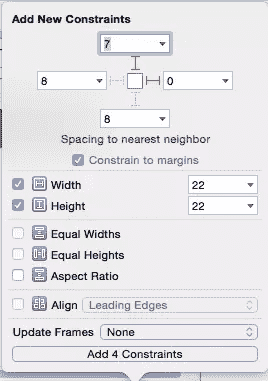 Add New Constraints
7
8 0
8
Spacing to nearest neighbor
Constrain to margins
Width 22
Height 22
Equal Widths
Equal Heights
Aspect Ratio
Align Leading Edges
Update Frames None
Add 4 Constraints